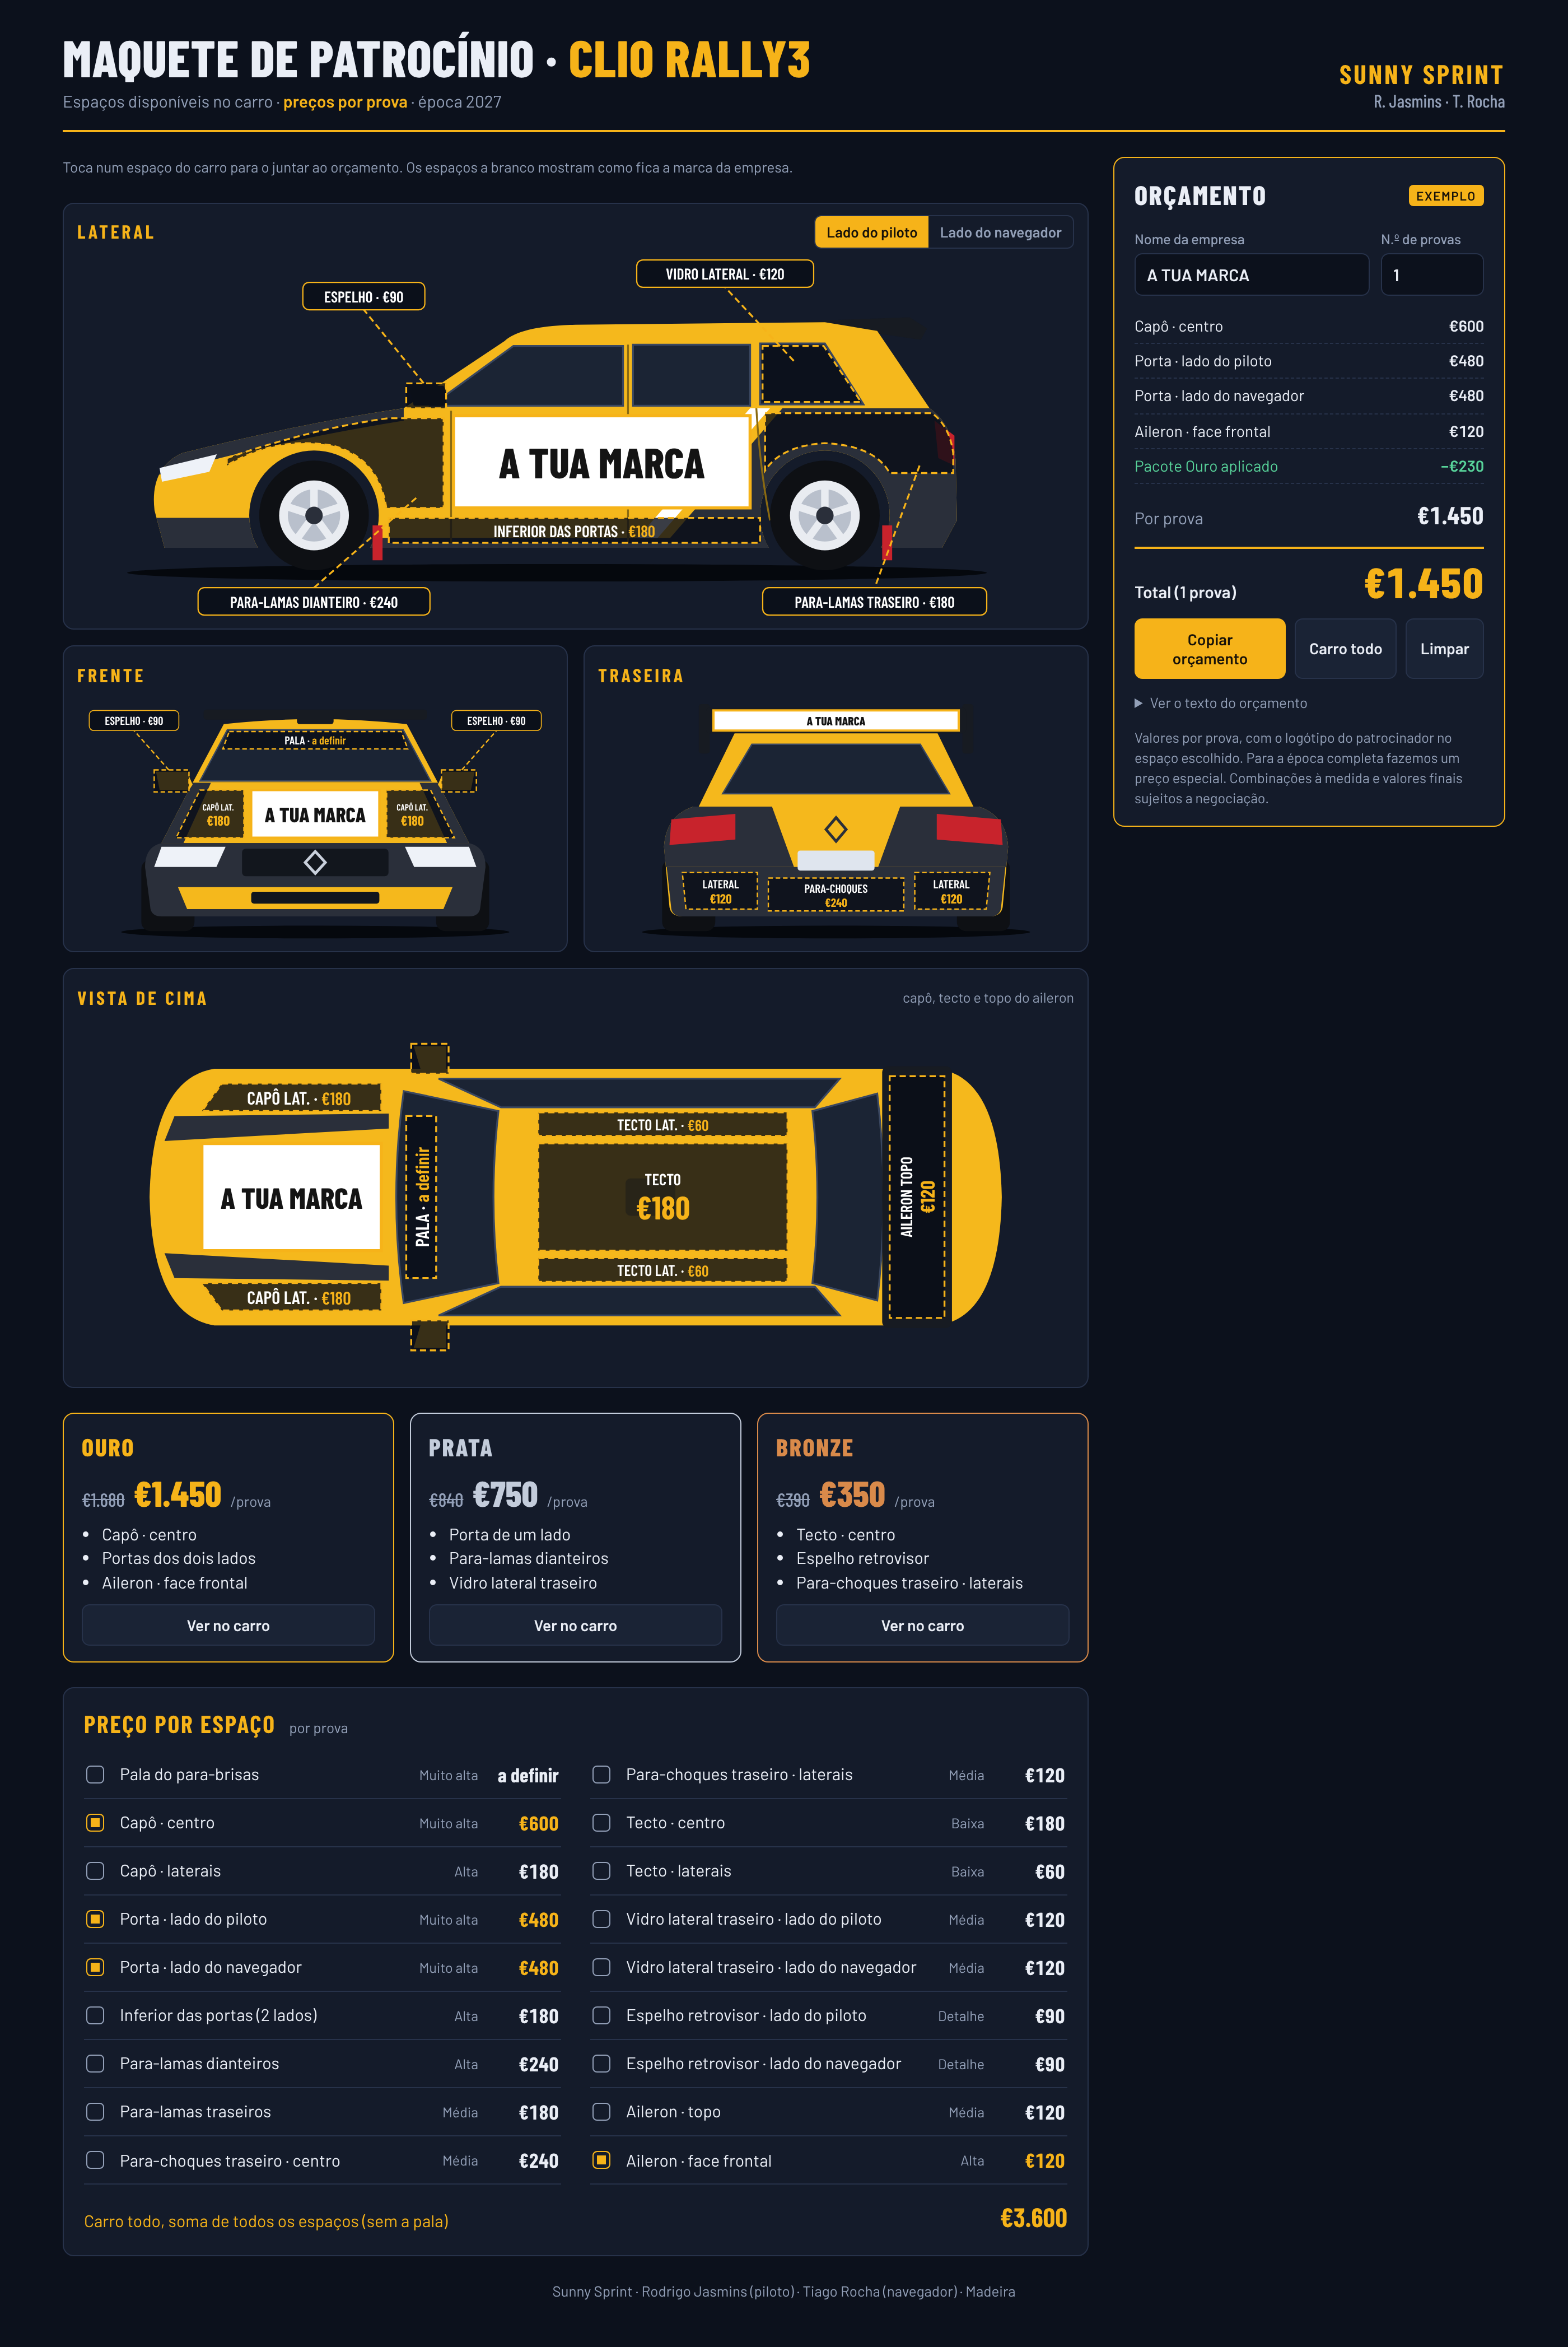 MAQUETE DE PATROCÍNIO · CLIO RALLY3
Espaços disponíveis no carro · preços por prova · época 2027
SUNNY SPRINT
R. Jasmins · T. Rocha
Toca num espaço do carro para o juntar ao orçamento. Os espaços a branco mostram como fica a marca da empresa.
LATERAL
Lado do piloto
Lado do navegador
VIDRO LATERAL · €120
ESPELHO · €90
A TUA MARCA
INFERIOR DAS PORTAS · €180
PARA-LAMAS DIANTEIRO · €240
PARA-LAMAS TRASEIRO · €180
FRENTE
ESPELHO · €90
ESPELHO · €90
PALA · a definir
CAPÔ LAT.
€180
A TUA MARCA
CAPÔ LAT.
€180
TRASEIRA
A TUA MARCA
LATERAL
€120
PARA-CHOQUES
€240
LATERAL
€120
VISTA DE CIMA
capô, tecto e topo do aileron
CAPÔ LAT. · €180
A TUA MARCA
CAPÔ LAT. · €180
PALA · a definir
TECTO LAT. · €60
TECTO
€180
TECTO LAT. · €60
AILERON TOPO
€120
OURO
€1.680 €1.450 /prova
• Capô · centro
• Portas dos dois lados
• Aileron · face frontal
Ver no carro
PRATA
€840 €750 /prova
• Porta de um lado
• Para-lamas dianteiros
• Vidro lateral traseiro
Ver no carro
BRONZE
€390 €350 /prova
• Tecto · centro
• Espelho retrovisor
• Para-choques traseiro · laterais
Ver no carro
PREÇO POR ESPAÇO por prova
Pala do para-brisas Muito alta a definir
Capô · centro Muito alta €600
Capô · laterais Alta €180
Porta · lado do piloto Muito alta €480
Porta · lado do navegador Muito alta €480
Inferior das portas (2 lados) Alta €180
Para-lamas dianteiros Alta €240
Para-lamas traseiros Média €180
Para-choques traseiro · centro Média €240
Para-choques traseiro · laterais Média €120
Tecto · centro Baixa €180
Tecto · laterais Baixa €60
Vidro lateral traseiro · lado do piloto Média €120
Vidro lateral traseiro · lado do navegador Média €120
Espelho retrovisor · lado do piloto Detalhe €90
Espelho retrovisor · lado do navegador Detalhe €90
Aileron · topo Média €120
Aileron · face frontal Alta €120
Carro todo, soma de todos os espaços (sem a pala) €3.600
ORÇAMENTO
EXEMPLO
Nome da empresa
N.º de provas
A TUA MARCA
1
Capô · centro €600
Porta · lado do piloto €480
Porta · lado do navegador €480
Aileron · face frontal €120
Pacote Ouro aplicado −€230
Por prova €1.450
Total (1 prova) €1.450
Copiar
orçamento
Carro todo
Limpar
▶ Ver o texto do orçamento
Valores por prova, com o logótipo do patrocinador no
espaço escolhido. Para a época completa fazemos um
preço especial. Combinações à medida e valores finais
sujeitos a negociação.
Sunny Sprint · Rodrigo Jasmins (piloto) · Tiago Rocha (navegador) · Madeira